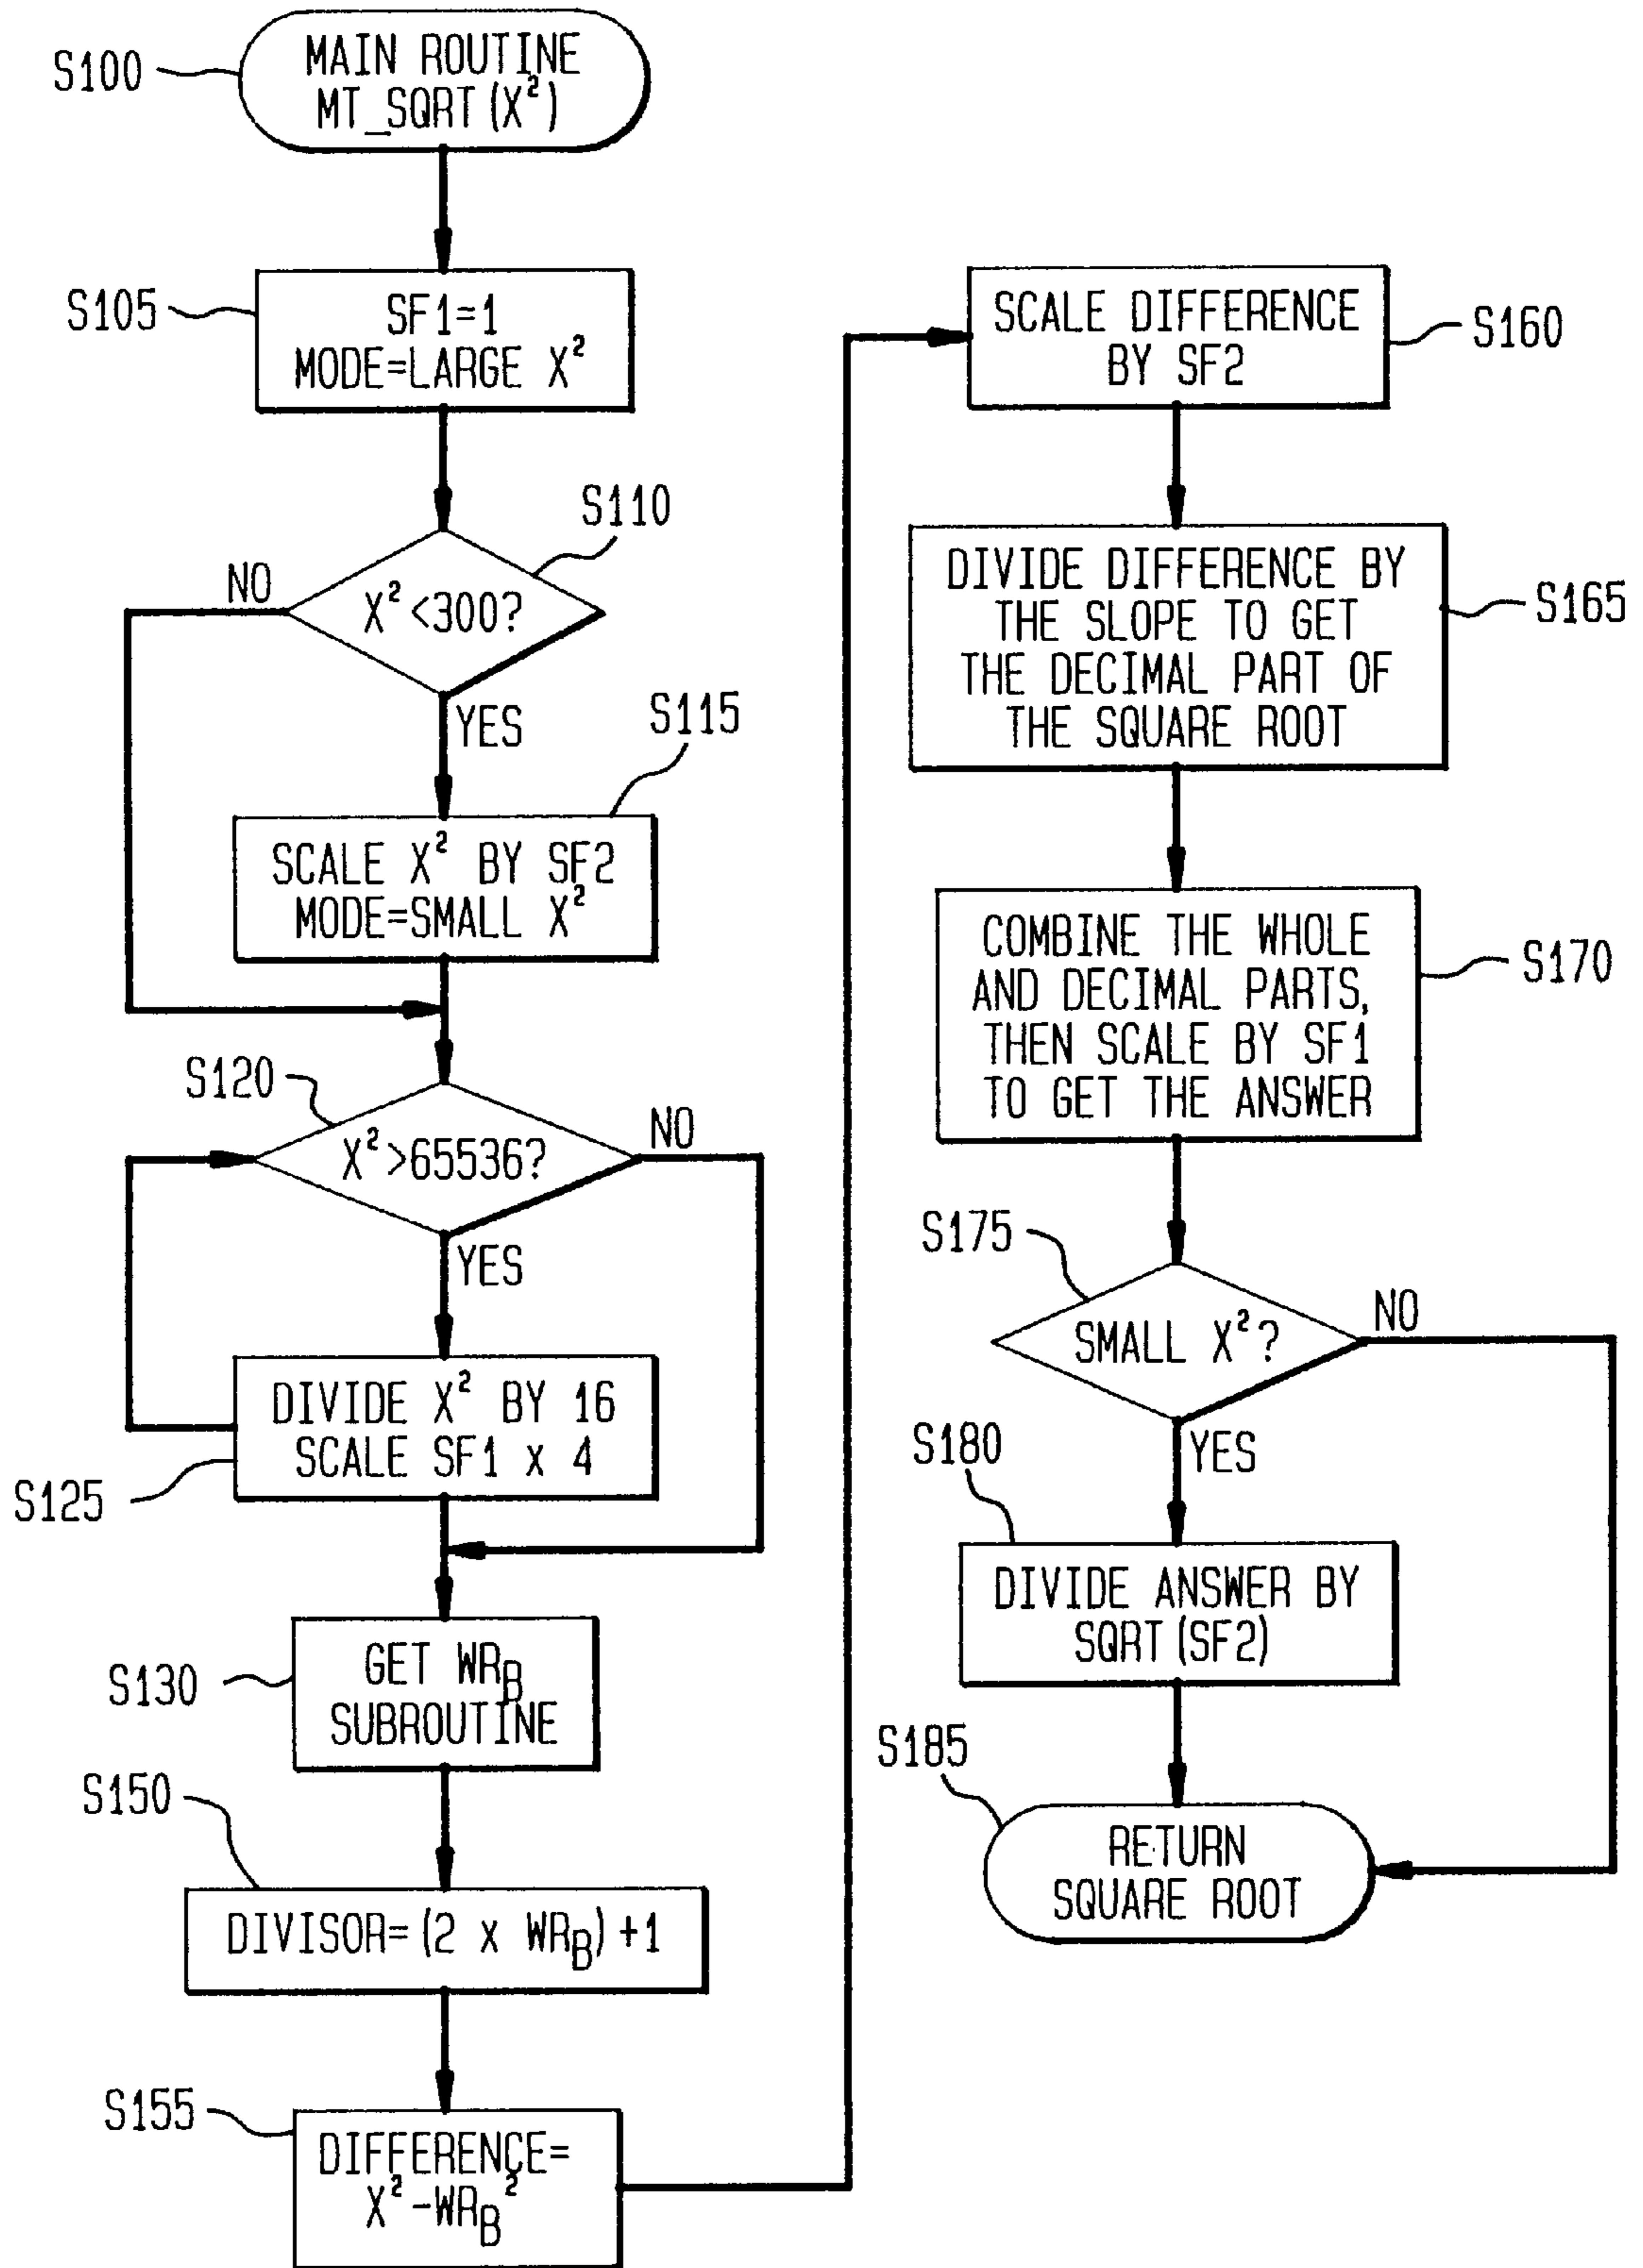 S100
MAIN ROUTINE
MT_SQRT (X²)
S105
SF1=1
MODE=LARGE X²
S110
X²<300?
NO
YES
S115
SCALE X² BY SF2
MODE=SMALL X²
S120
X²>65536?
NO
YES
S125
DIVIDE X² BY 16
SCALE SF1 x 4
S130
GET WR_B
SUBROUTINE
S150
DIVISOR= (2 x WR_B) +1
S155
DIFFERENCE=
X²-WR_B²
S160
SCALE DIFFERENCE
BY SF2
S165
DIVIDE DIFFERENCE BY
THE SLOPE TO GET
THE DECIMAL PART OF
THE SQUARE ROOT
S170
COMBINE THE WHOLE
AND DECIMAL PARTS,
THEN SCALE BY SF1
TO GET THE ANSWER
S175
SMALL X²?
NO
YES
S180
DIVIDE ANSWER BY
SQRT (SF2)
S185
RETURN
SQUARE ROOT